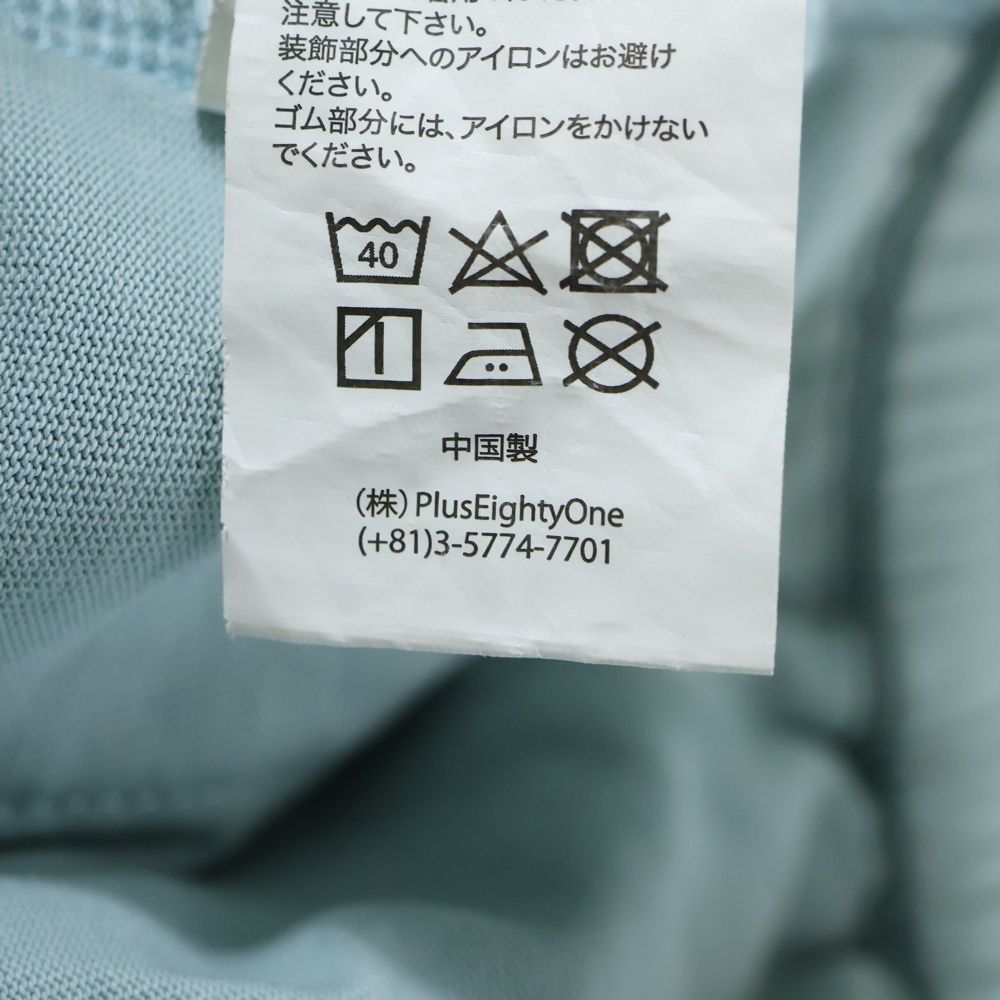 注意して下さい。
装飾部分へのアイロンはお避け
ください。
ゴム部分には、アイロンをかけない
でください。
40
中国製
(株) PlusEightyOne
(+81)3-5774-7701